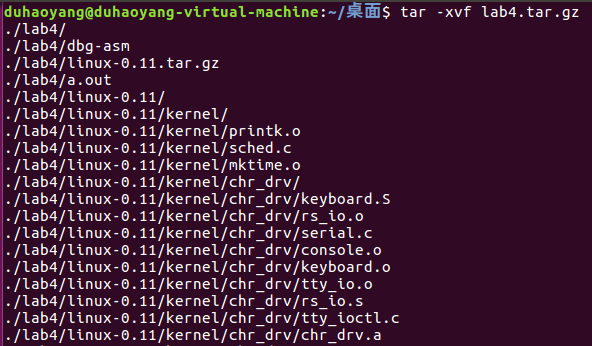 duhaoyang@duhaoyang-virtual-machine:~/桌面$ tar -xvf lab4.tar.gz
./lab4/
./lab4/dbg-asm
./lab4/linux-0.11.tar.gz
./lab4/a.out
./lab4/linux-0.11/
./lab4/linux-0.11/kernel/
./lab4/linux-0.11/kernel/printk.o
./lab4/linux-0.11/kernel/sched.c
./lab4/linux-0.11/kernel/mktime.o
./lab4/linux-0.11/kernel/chr_drv/
./lab4/linux-0.11/kernel/chr_drv/keyboard.S
./lab4/linux-0.11/kernel/chr_drv/rs_io.o
./lab4/linux-0.11/kernel/chr_drv/serial.c
./lab4/linux-0.11/kernel/chr_drv/console.o
./lab4/linux-0.11/kernel/chr_drv/keyboard.o
./lab4/linux-0.11/kernel/chr_drv/tty_io.o
./lab4/linux-0.11/kernel/chr_drv/rs_io.s
./lab4/linux-0.11/kernel/chr_drv/tty_ioctl.c
./lab4/linux-0.11/kernel/chr_drv/chr_drv.a